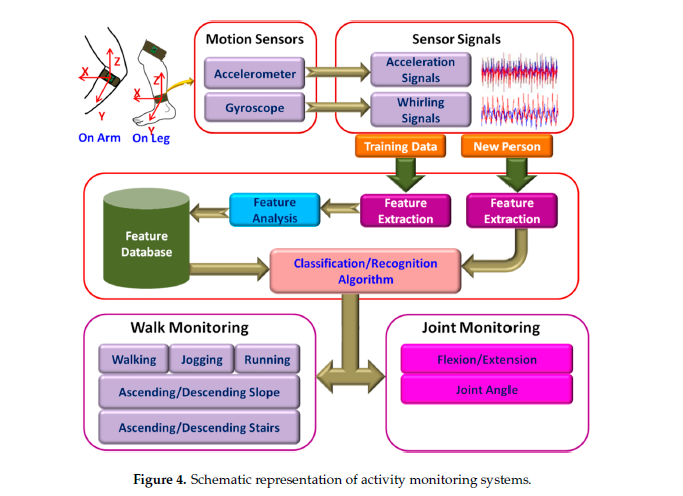 Motion Sensors
Sensor Signals
Z
X
Y
Z
X
Y
On Arm
On Leg
Accelerometer
Gyroscope
Acceleration
Signals
Whirling
Signals
Training Data
New Person
Feature
Database
Feature
Analysis
Feature
Extraction
Feature
Extraction
Classification/Recognition
Algorithm
Walk Monitoring
Walking
Jogging
Running
Ascending/Descending Slope
Ascending/Descending Stairs
Joint Monitoring
Flexion/Extension
Joint Angle
Figure 4. Schematic representation of activity monitoring systems.